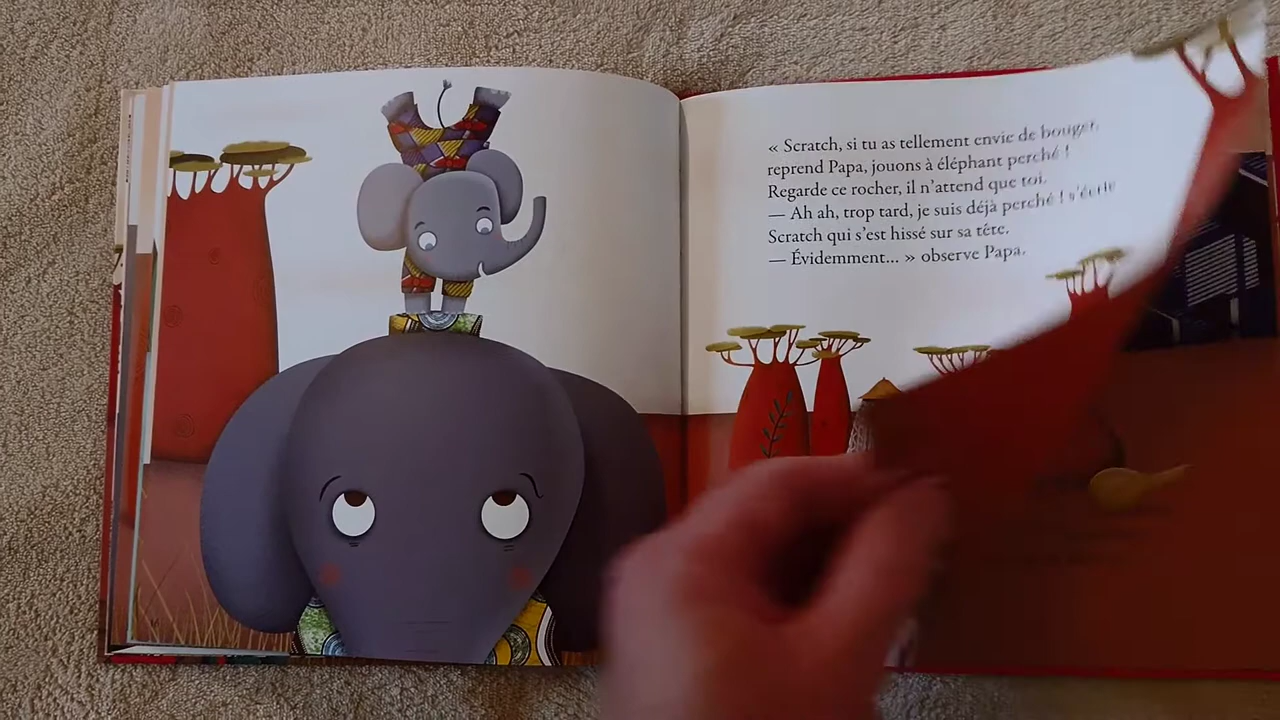 « Scratch, si tu as tellement envie de bouger,
reprend Papa, jouons à éléphant perché !
Regarde ce rocher, il n'attend que toi.
— Ah ah, trop tard, je suis déjà perché ! s'écrie
Scratch qui s'est hissé sur sa tête.
— Évidemment... » observe Papa.